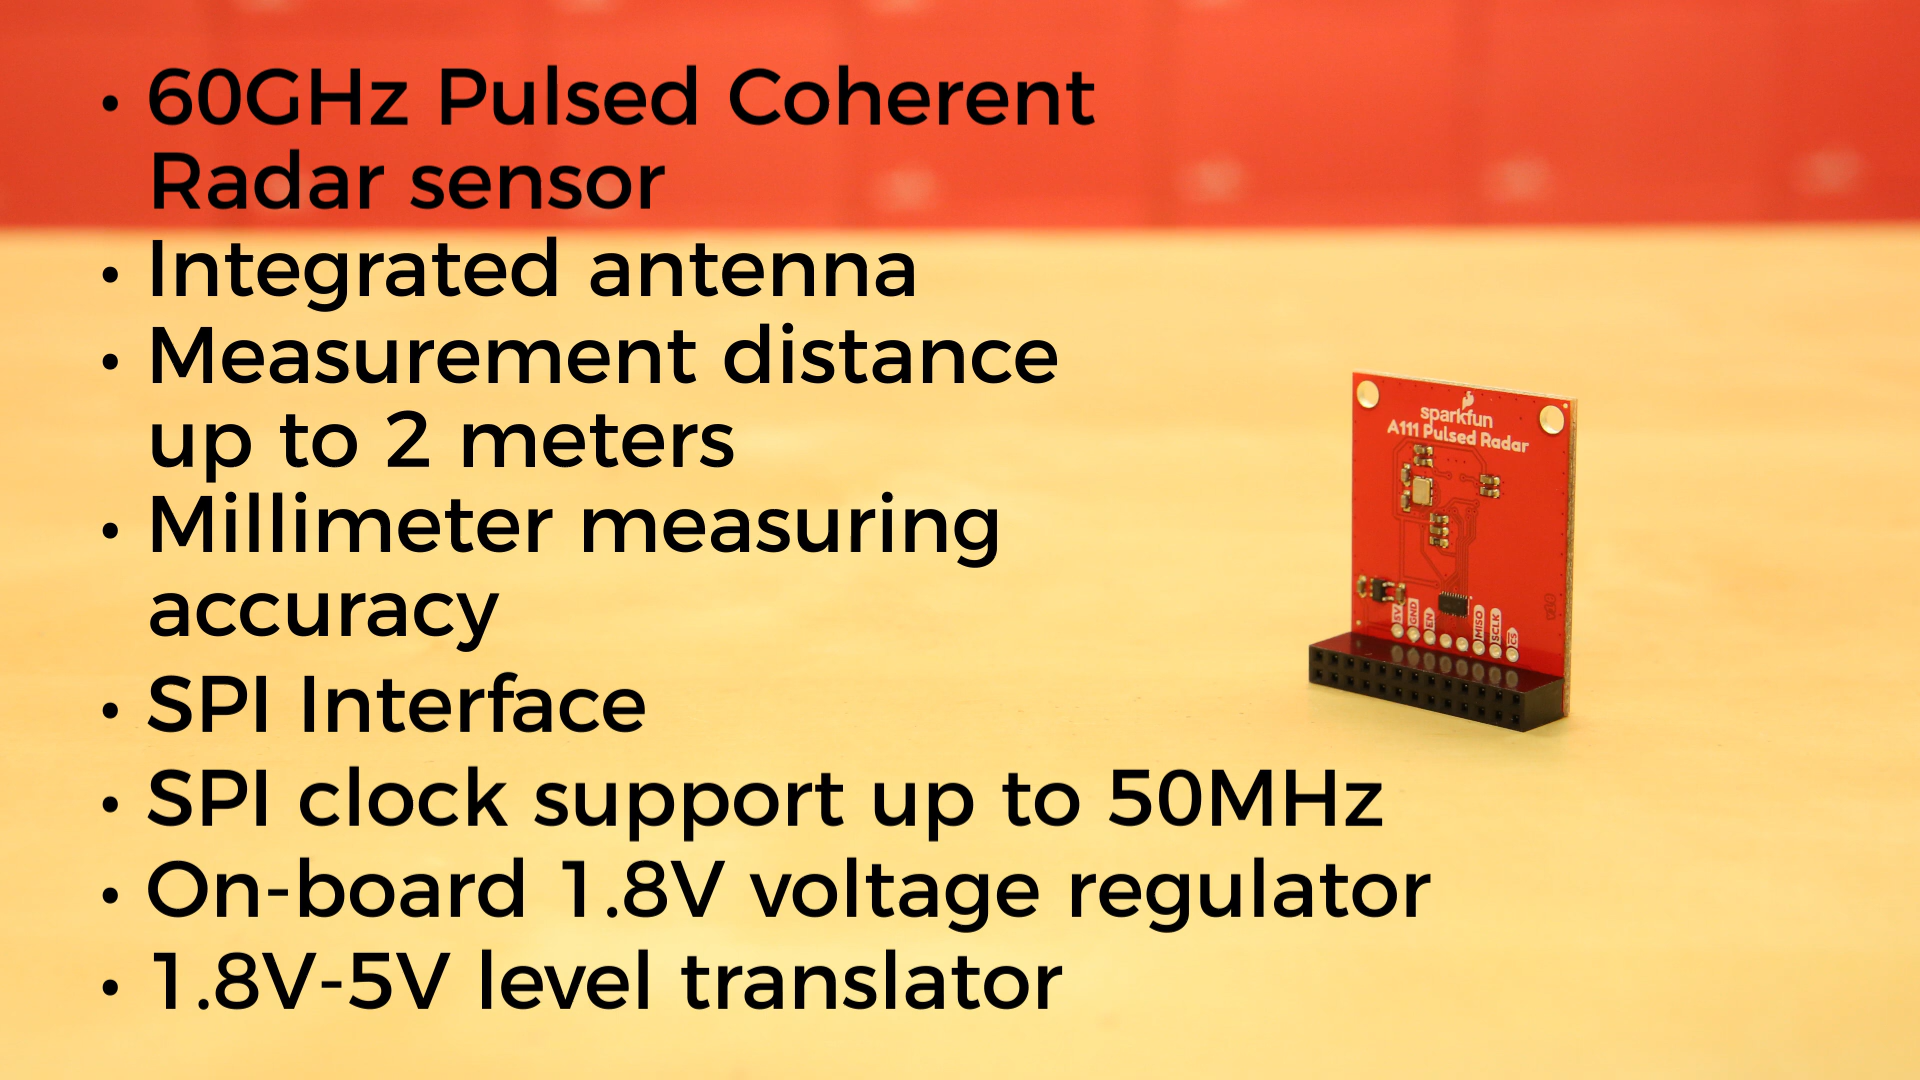 • 60GHz Pulsed Coherent
Radar sensor
• Integrated antenna
• Measurement distance
up to 2 meters
• Millimeter measuring
accuracy
• SPI Interface
• SPI clock support up to 50MHz
• On-board 1.8V voltage regulator
• 1.8V-5V level translator
sparkfun
A111 Pulsed Radar
5V GND EN MISO SCLK CS